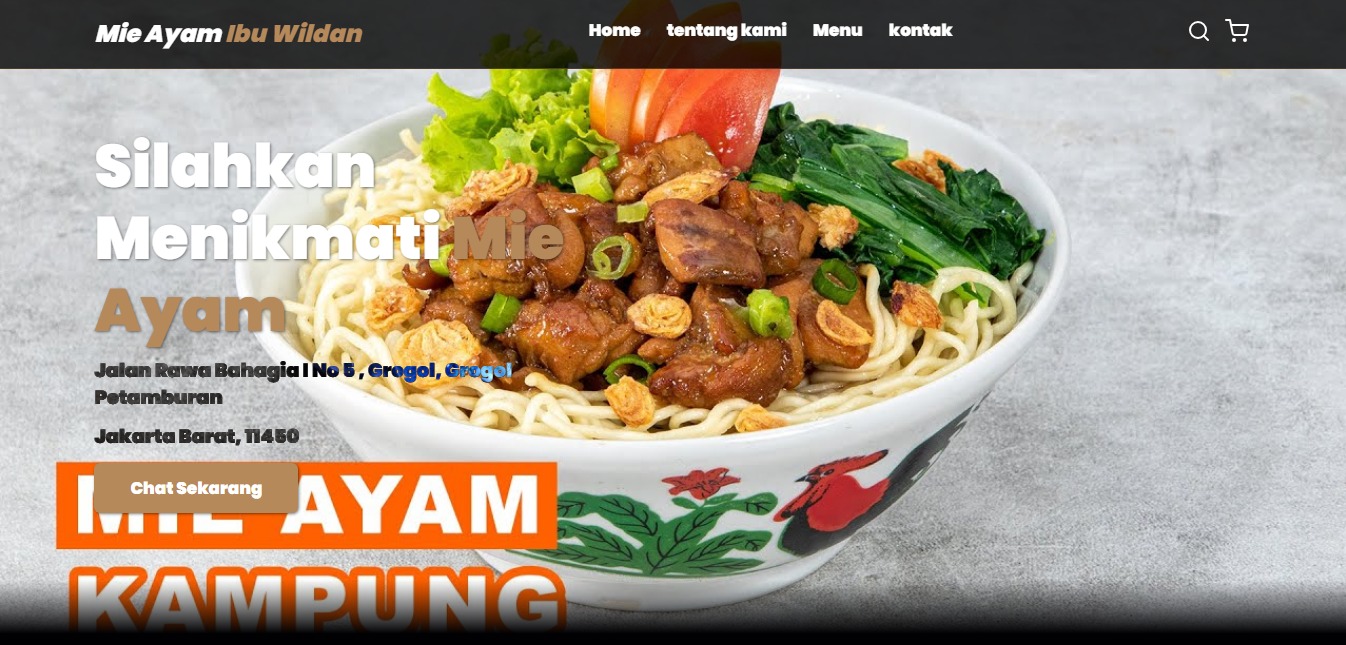 Mie Ayam Ibu Wildan
Home tentang kami Menu kontak
Silahkan
Menikmati Mie
Ayam
Jalan Rawa Bahagia I No 5 , Grogol, Grogol
Petamburan
Jakarta Barat, 11450
Chat Sekarang
MIE AYAM
KAMPUNG